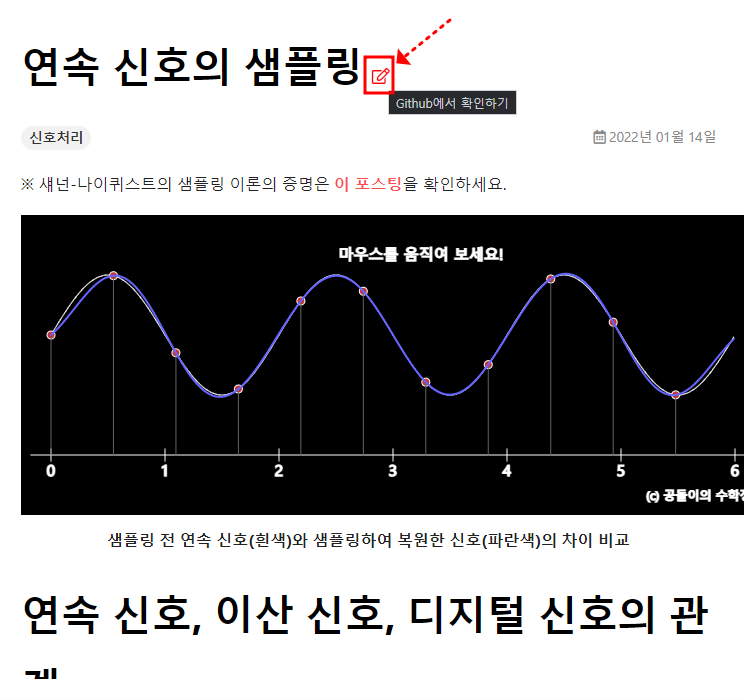 연속 신호의 샘플링
Github에서 확인하기
신호처리
2022년 01월 14일
※ 섀넌-나이퀴스트의 샘플링 이론의 증명은 이 포스팅을 확인하세요.
마우스를 움직여 보세요!
0 1 2 3 4 5 6
(c) 공돌이의 수학정
샘플링 전 연속 신호(흰색)와 샘플링하여 복원한 신호(파란색)의 차이 비교
연속 신호, 이산 신호, 디지털 신호의 관